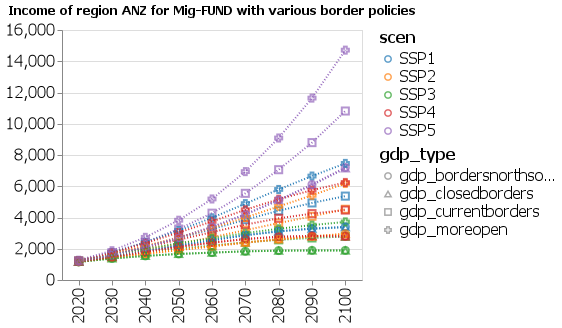 Income of region ANZ for Mig-FUND with various border policies
16,000
14,000
12,000
10,000
8,000
6,000
4,000
2,000
0
2020
2030
2040
2050
2060
2070
2080
2090
2100
scen
SSP1
SSP2
SSP3
SSP4
SSP5
gdp_type
gdp_bordersnorthso...
gdp_closedborders
gdp_currentborders
gdp_moreopen